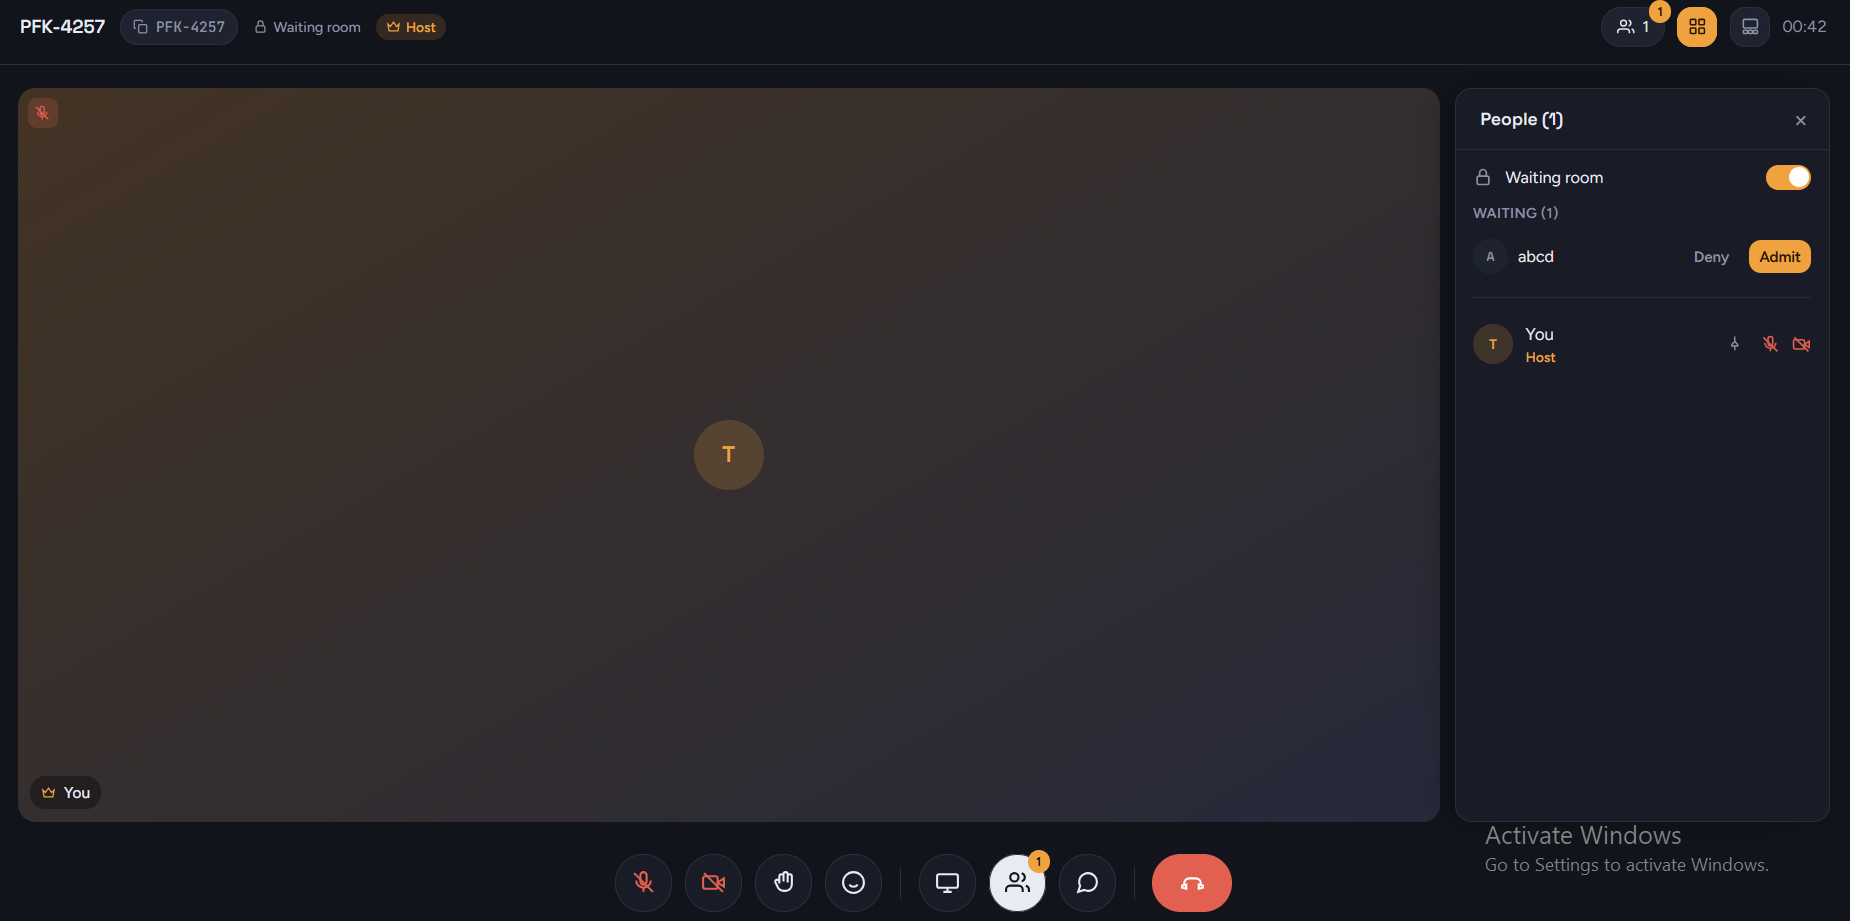 PFK-4257
PFK-4257
Waiting room
Host
1
1
00:42
People (1)
Waiting room
WAITING (1)
A
abcd
Deny
Admit
T
You
Host
T
You
1
Activate Windows
Go to Settings to activate Windows.